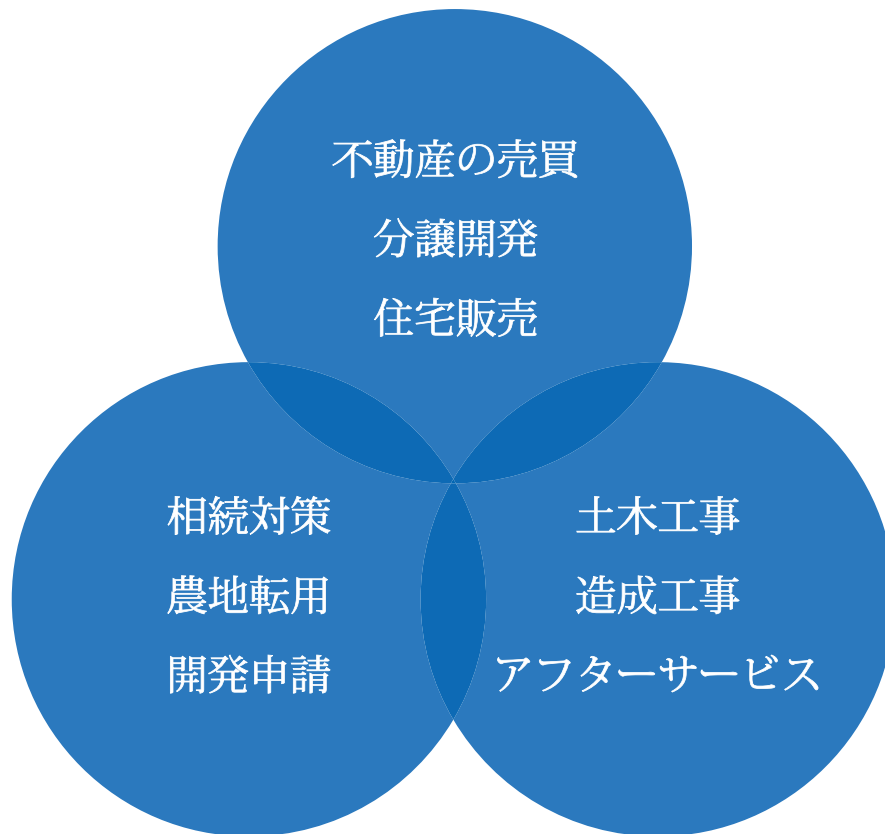 不動産の売買
分譲開発
住宅販売
相続対策
農地転用
開発申請
土木工事
造成工事
アフターサービス